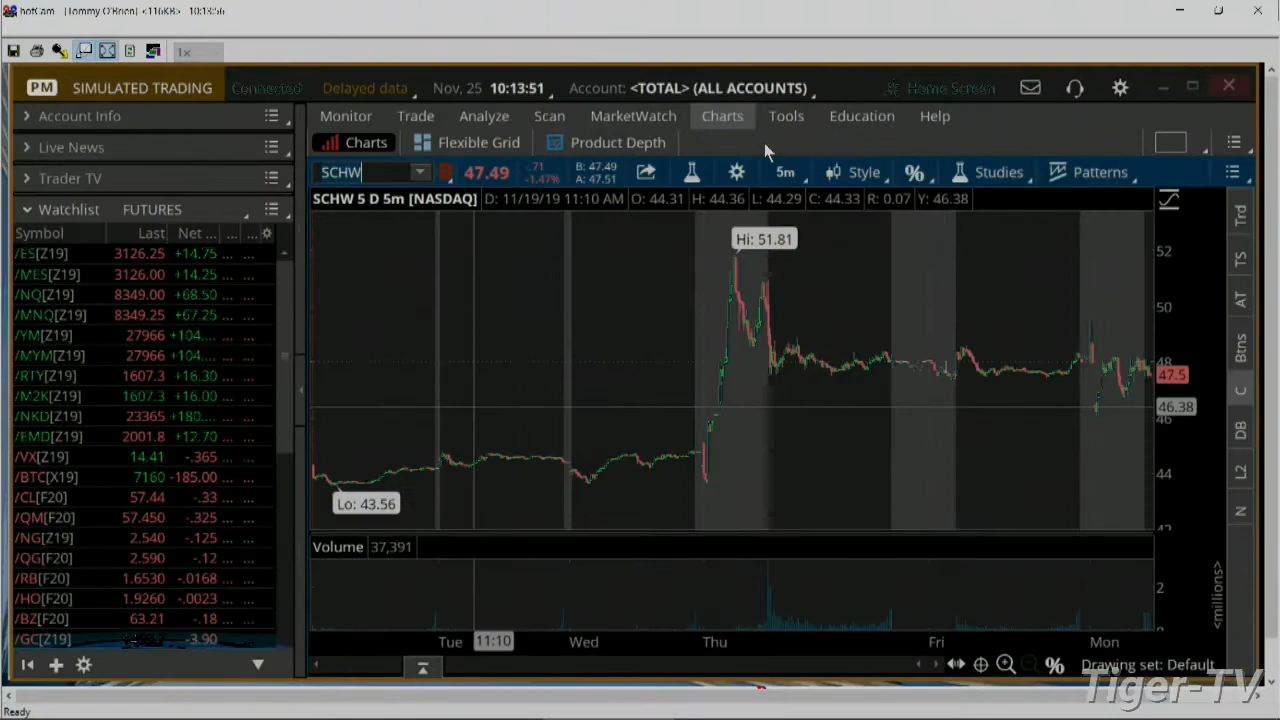 hotCam - [Tommy O'Brien] <116KB> 10:13:56
1x
PM SIMULATED TRADING Connected Delayed data Nov, 25 10:13:51 Account: <TOTAL> (ALL ACCOUNTS) Home Screen
Account Info
Live News
Trader TV
Watchlist FUTURES
Symbol Last Net ... ... ...
/ES[Z19] 3126.25 +14.75 ... ...
/MES[Z19] 3126.00 +14.25 ... ...
/NQ[Z19] 8349.00 +68.50 ... ...
/MNQ[Z19] 8349.25 +67.25 ... ...
/YM[Z19] 27966 +104.... ... ...
/MYM[Z19] 27966 +104.... ... ...
/RTY[Z19] 1607.3 +16.30 ... ...
/M2K[Z19] 1607.3 +16.00 ... ...
/NKD[Z19] 23365 +180.... ... ...
/EMD[Z19] 2001.8 +12.70 ... ...
/VX[Z19] 14.41 -.365 ... ...
/BTC[X19] 7160 -185.00 ... ...
/CL[F20] 57.44 -.33 ... ...
/QM[F20] 57.450 -.325 ... ...
/NG[Z19] 2.540 -.125 ... ...
/QG[F20] 2.590 -.12 ... ...
/RB[F20] 1.6530 -.0168 ... ...
/HO[F20] 1.9260 -.0023 ... ...
/BZ[F20] 63.21 -.18 ... ...
/GC[Z19] -3.90
Monitor Trade Analyze Scan MarketWatch Charts Tools Education Help
Charts Flexible Grid Product Depth
SCHW 47.49 -.71 -1.47% B: 47.49 A: 47.51 5m Style % Studies Patterns
SCHW 5 D 5m [NASDAQ] D: 11/19/19 11:10 AM O: 44.31 H: 44.36 L: 44.29 C: 44.33 R: 0.07 Y: 46.38
Hi: 51.81
Lo: 43.56
52
50
48
47.5
46.38
46
44
42
Volume 37,391
2
0
<millions>
Tue 11:10 Wed Thu Fri Mon
% Drawing set: Default
Trd
TS
AT
Btns
C
DB
L2
N
Tiger-TV
Ready